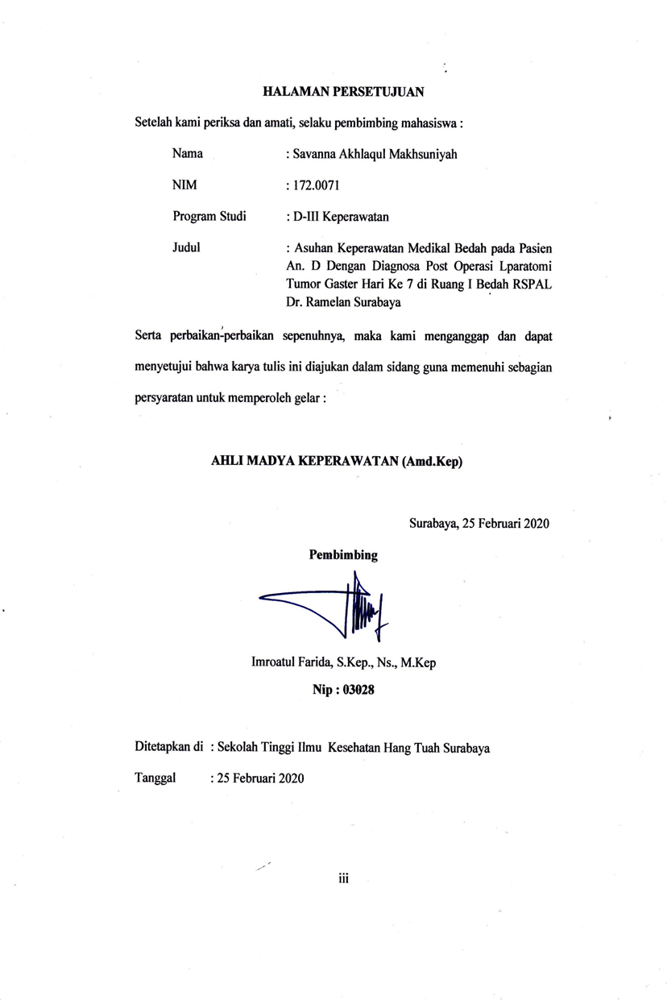 HALAMAN PERSETUJUAN
Setelah kami periksa dan amati, selaku pembimbing mahasiswa :
Nama : Savanna Akhlaqul Makhsuniyah
NIM : 172.0071
Program Studi : D-III Keperawatan
Judul : Asuhan Keperawatan Medikal Bedah pada Pasien
An. D Dengan Diagnosa Post Operasi Lparatomi
Tumor Gaster Hari Ke 7 di Ruang I Bedah RSPAL
Dr. Ramelan Surabaya
Serta perbaikan-perbaikan sepenuhnya, maka kami menganggap dan dapat
menyetujui bahwa karya tulis ini diajukan dalam sidang guna memenuhi sebagian
persyaratan untuk memperoleh gelar :
AHLI MADYA KEPERAWATAN (Amd.Kep)
Surabaya, 25 Februari 2020
Pembimbing
Imroatul Farida, S.Kep., Ns., M.Kep
Nip : 03028
Ditetapkan di : Sekolah Tinggi Ilmu Kesehatan Hang Tuah Surabaya
Tanggal : 25 Februari 2020
iii